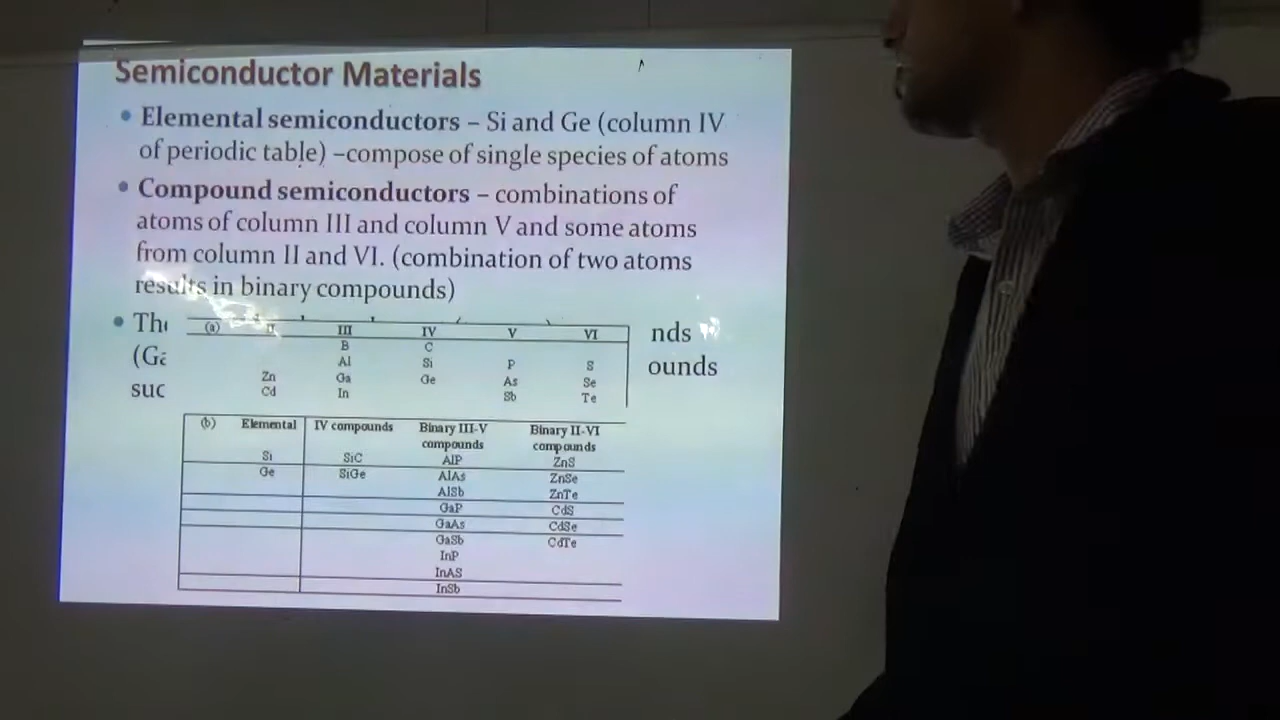 Semiconductor Materials
• Elemental semiconductors – Si and Ge (column IV
of periodic table) –compose of single species of atoms
• Compound semiconductors – combinations of
atoms of column III and column V and some atoms
from column II and VI. (combination of two atoms
results in binary compounds)
• nds
ounds
(a) II III IV V VI
B C
Al Si P S
Zn Ga Ge As Se
Cd In Sb Te
(b) Elemental IV compounds Binary III-V Binary II-VI
compounds compounds
Si SiC AlP ZnS
Ge SiGe AlAs ZnSe
AlSb ZnTe
GaP CdS
GaAs CdSe
GaSb CdTe
InP
InAS
InSb